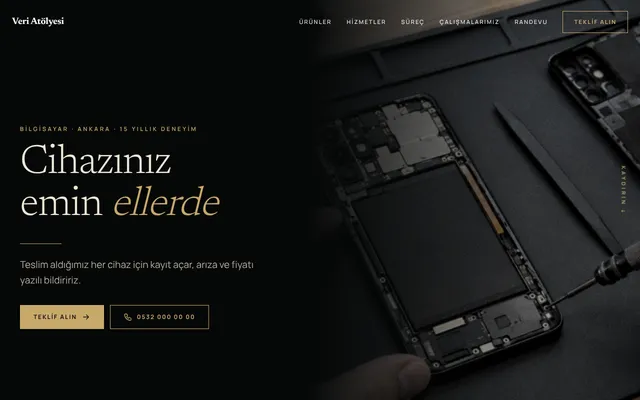 Veri Atölyesi
ÜRÜNLER HİZMETLER SÜREÇ ÇALIŞMALARIMIZ RANDEVU TEKLİF ALIN
BİLGİSAYAR · ANKARA · 15 YILLIK DENEYİM
Cihazınız
emin ellerde
Teslim aldığımız her cihaz için kayıt açar, arıza ve fiyatı
yazılı bildiririz.
TEKLİF ALIN → 0532 000 00 00
KAYDIRIN ↓